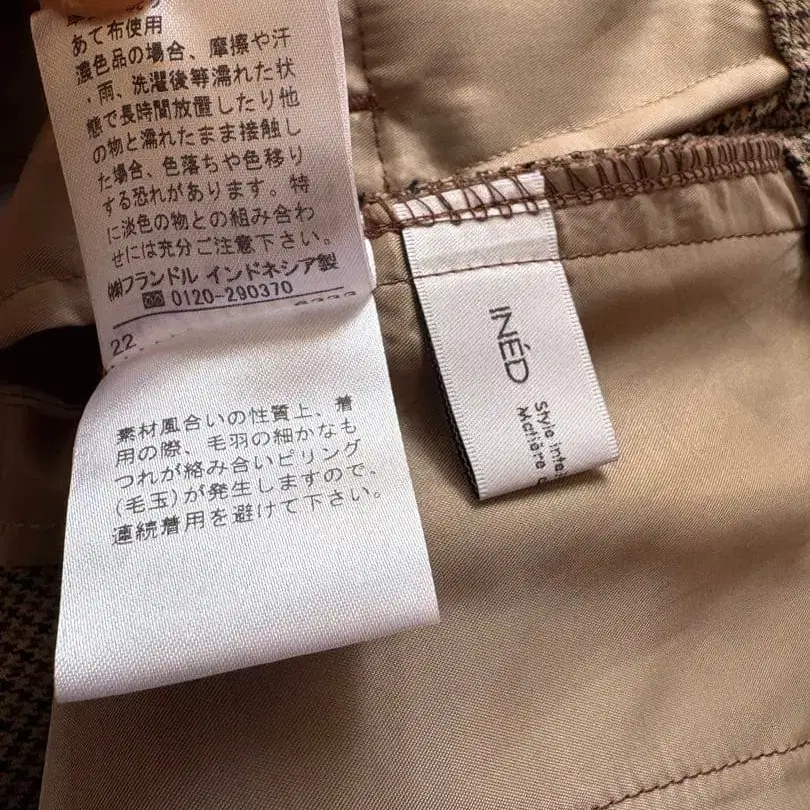 あて布使用
濃色品の場合、摩擦や汗
、雨、洗濯後等濡れた状
態で長時間放置したり他
の物と濡れたまま接触し
た場合、色落ちや色移り
する恐れがあります。特
に淡色の物との組み合わ
せには充分ご注意下さい。
㈱フランドル インドネシア製
0120-290370
22
素材風合いの性質上、着
用の際、毛羽の細かなも
つれが絡み合いピリング
(毛玉)が発生しますので、
連続着用を避けて下さい。
INÉD
Style
Matière